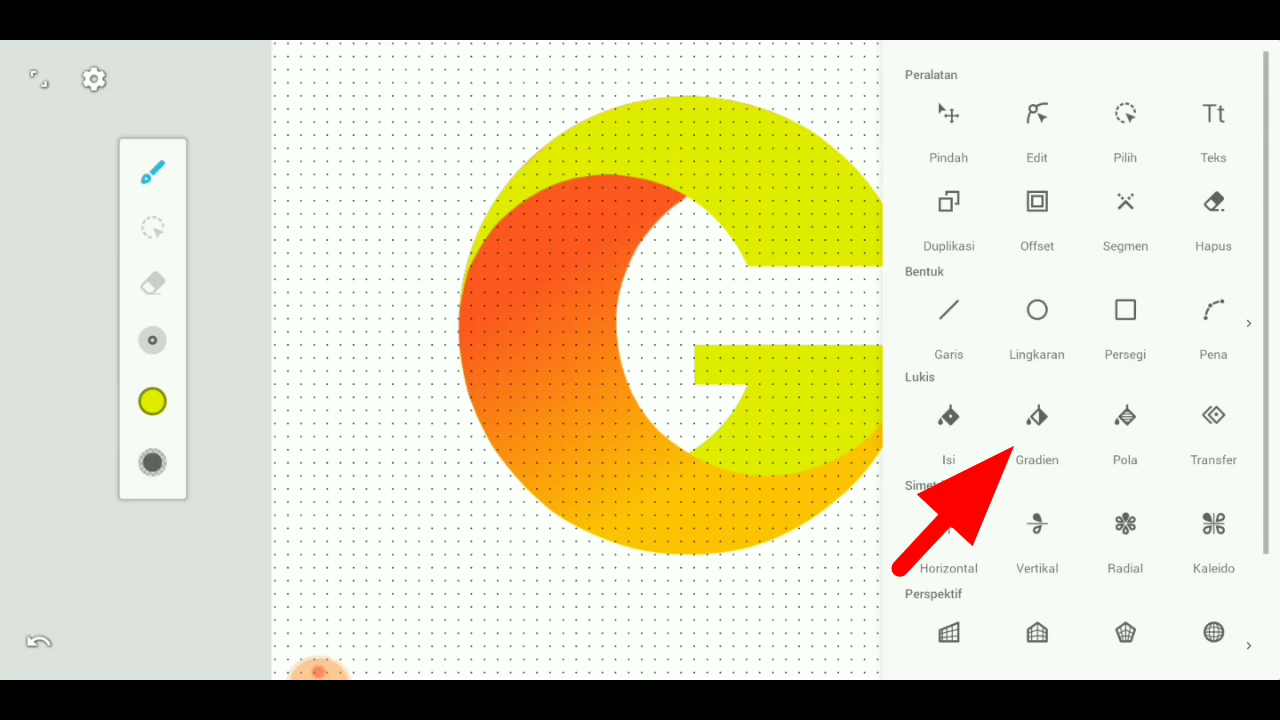 Peralatan
Pindah Edit Pilih Teks
Tt
Duplikasi Offset Segmen Hapus
Bentuk
Garis Lingkaran Persegi Pena
Lukis
Isi Gradien Pola Transfer
Horizontal Vertikal Radial Kaleido
Perspektif